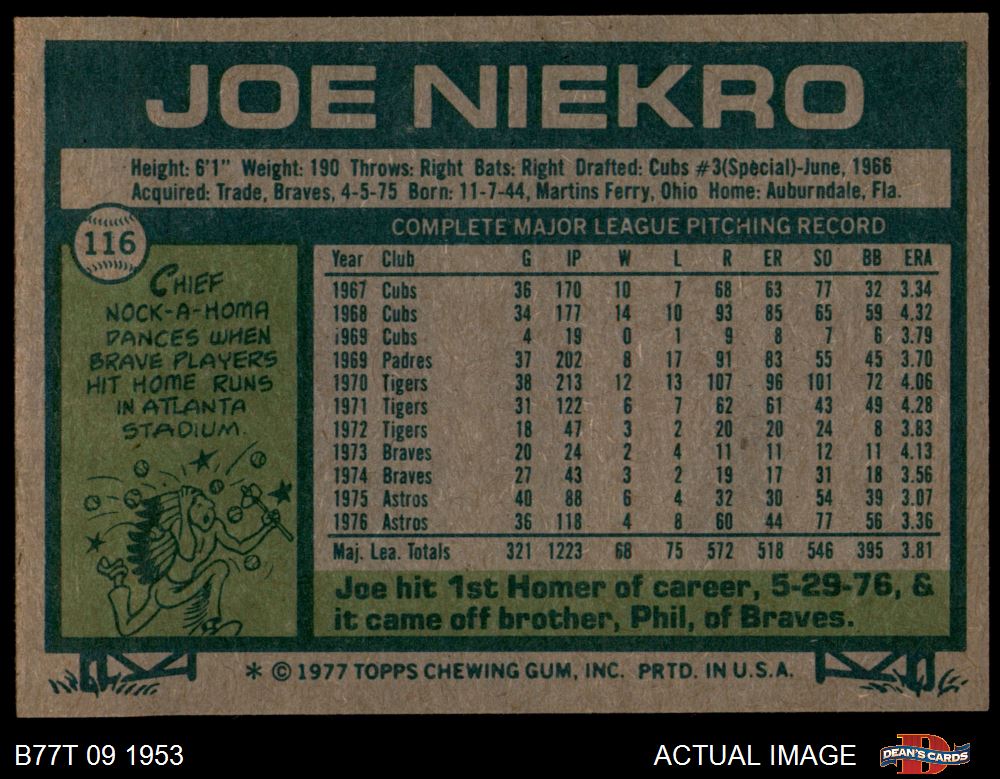 JOE NIEKRO
Height: 6'1" Weight: 190 Throws: Right Bats: Right Drafted: Cubs #3(Special)-June, 1966
Acquired: Trade, Braves, 4-5-75 Born: 11-7-44, Martins Ferry, Ohio Home: Auburndale, Fla.
116
CHIEF
NOCK-A-HOMA
DANCES WHEN
BRAVE PLAYERS
HIT HOME RUNS
IN ATLANTA
STADIUM.
COMPLETE MAJOR LEAGUE PITCHING RECORD
Year Club G IP W L R ER SO BB ERA
1967 Cubs 36 170 10 7 68 63 77 32 3.34
1968 Cubs 34 177 14 10 93 85 65 59 4.32
1969 Cubs 4 19 0 1 9 8 7 6 3.79
1969 Padres 37 202 8 17 91 83 55 45 3.70
1970 Tigers 38 213 12 13 107 96 101 72 4.06
1971 Tigers 31 122 6 7 62 61 43 49 4.28
1972 Tigers 18 47 3 2 20 20 24 8 3.83
1973 Braves 20 24 2 4 11 11 12 11 4.13
1974 Braves 27 43 3 2 19 17 31 18 3.56
1975 Astros 40 88 6 4 32 30 54 39 3.07
1976 Astros 36 118 4 8 60 44 77 56 3.36
Maj. Lea. Totals 321 1223 68 75 572 518 546 395 3.81
Joe hit 1st Homer of career, 5-29-76, &
it came off brother, Phil, of Braves.
* © 1977 TOPPS CHEWING GUM, INC. PRTD. IN U.S.A.
B77T 09 1953
ACTUAL IMAGE
DEAN'S CARDS